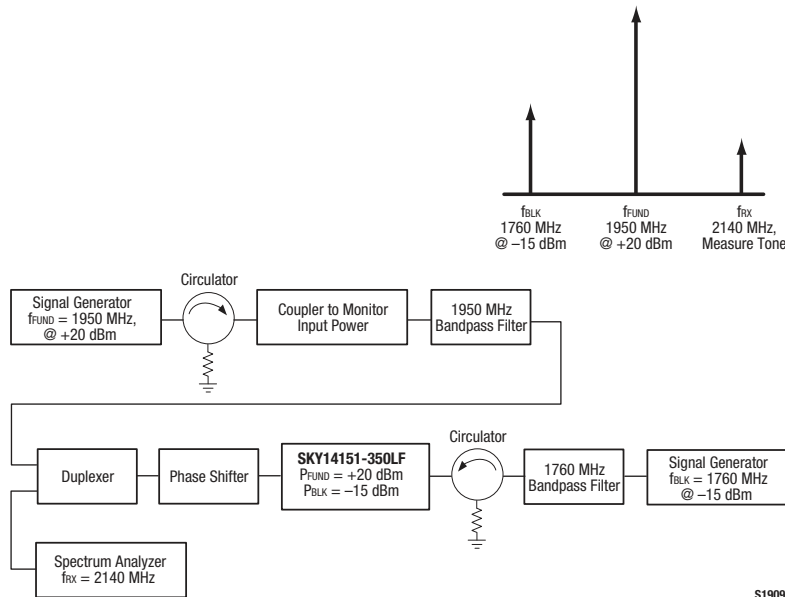 fBLK
1760 MHz
@ –15 dBm
fFUND
1950 MHz
@ +20 dBm
fRX
2140 MHz,
Measure Tone
Signal Generator
fFUND = 1950 MHz,
@ +20 dBm
Circulator
Coupler to Monitor
Input Power
1950 MHz
Bandpass Filter
Duplexer
Phase Shifter
SKY14151-350LF
PFUND = +20 dBm
PBLK = –15 dBm
Circulator
1760 MHz
Bandpass Filter
Signal Generator
fBLK = 1760 MHz
@ –15 dBm
Spectrum Analyzer
fRX = 2140 MHz
S1909